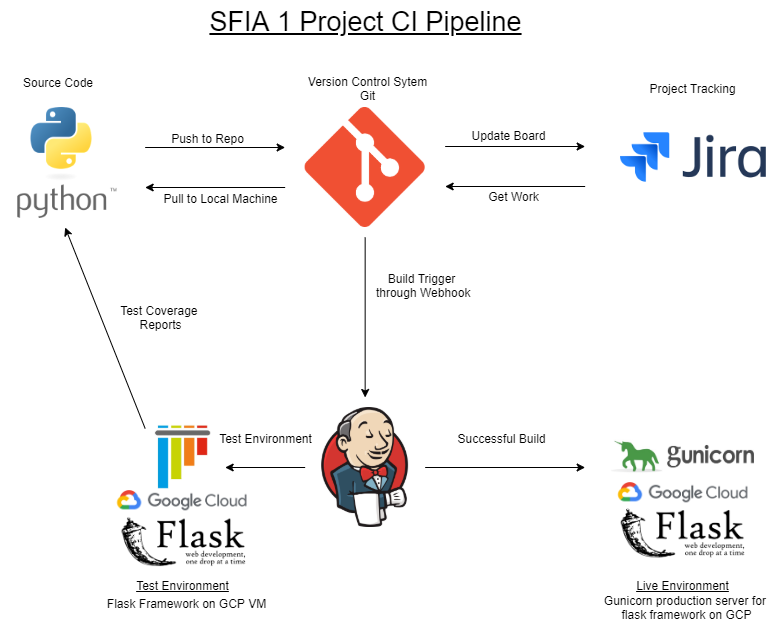 SFIA 1 Project CI Pipeline
Source Code
Version Control Sytem
Git
Project Tracking
Push to Repo
Update Board
Jira
python™
Pull to Local Machine
Get Work
Build Trigger
through Webhook
Test Coverage
Reports
Test Environment
Successful Build
gunicorn
Google Cloud
Google Cloud
Flask
web development,
one drop at a time
Flask
web development,
one drop at a time
Test Environment
Flask Framework on GCP VM
Live Environment
Gunicorn production server for
flask framework on GCP